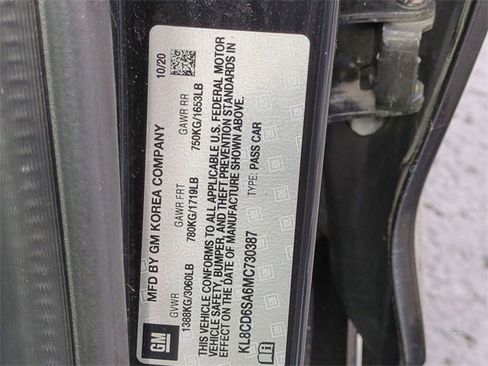 MFD BY GM KOREA COMPANY 10/20
GVWR GAWR FRT GAWR RR
1388KG/3060LB 780KG/1719LB 750KG/1653LB
THIS VEHICLE CONFORMS TO ALL APPLICABLE U.S. FEDERAL MOTOR
VEHICLE SAFETY, BUMPER, AND THEFT PREVENTION STANDARDS IN
EFFECT ON THE DATE OF MANUFACTURE SHOWN ABOVE.
KL8CD6SA6MC730387 TYPE: PASS CAR
GM